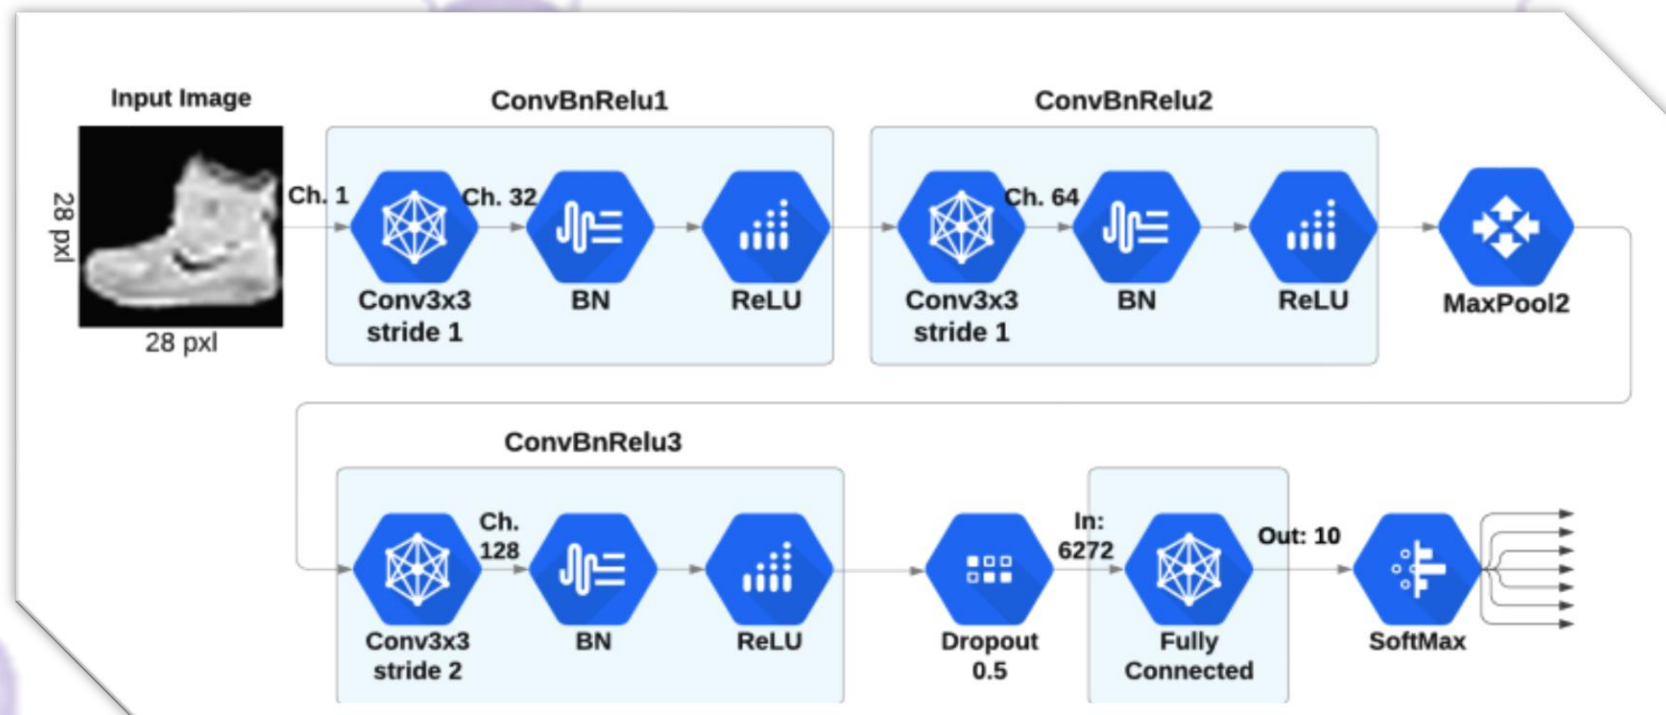 Input Image
28 pxl
28 pxl
ConvBnRelu1
Ch. 1
Conv3x3
stride 1
Ch. 32
BN
ReLU
ConvBnRelu2
Conv3x3
stride 1
Ch. 64
BN
ReLU
MaxPool2
ConvBnRelu3
Conv3x3
stride 2
Ch.
128
BN
ReLU
Dropout
0.5
In:
6272
Fully
Connected
Out: 10
SoftMax